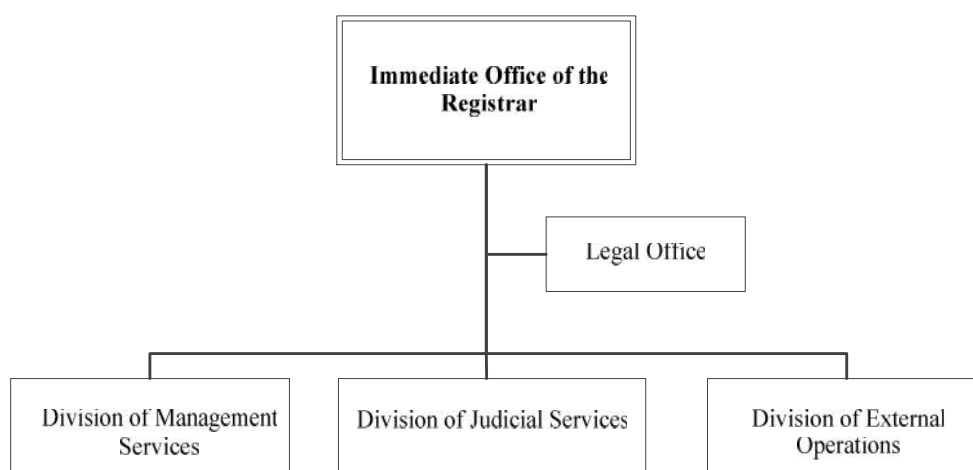 Immediate Office of the
Registrar
Legal Office
Division of Management
Services
Division of Judicial Services
Division of External
Operations